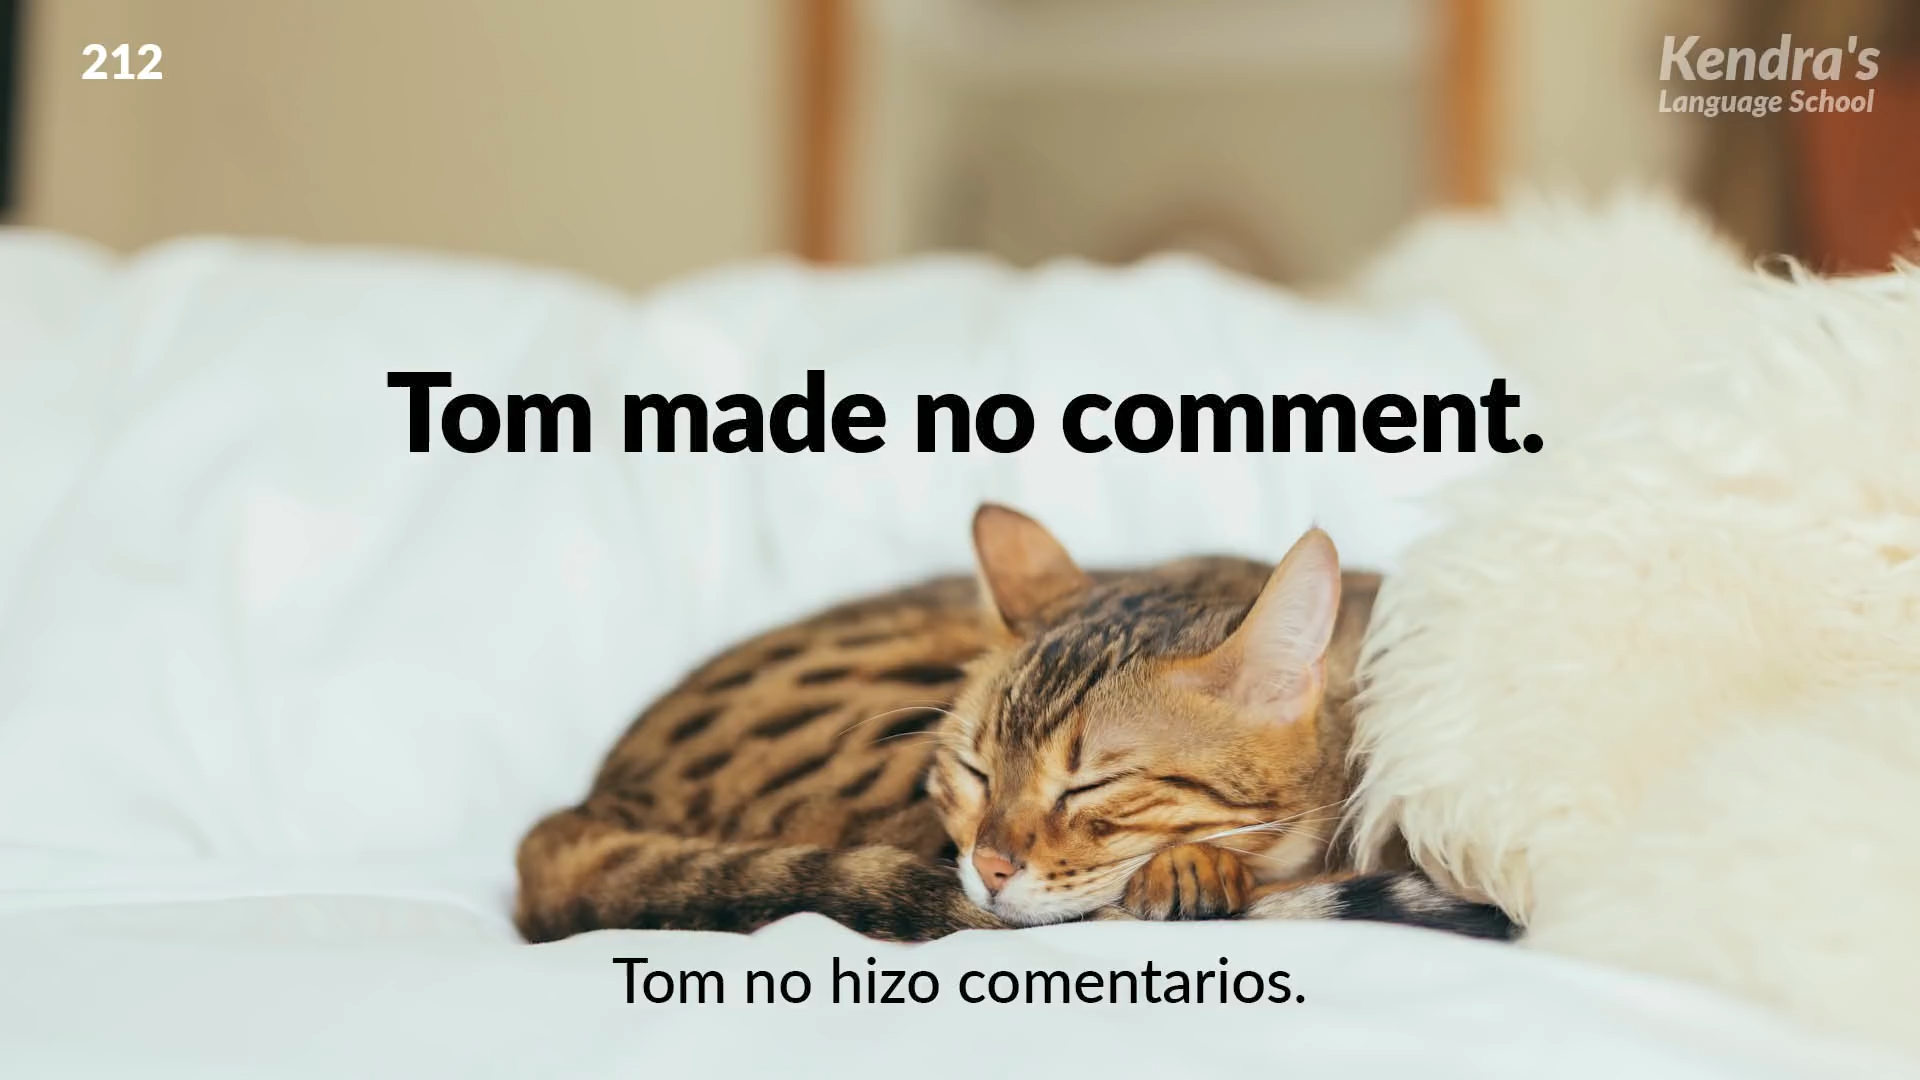 212
Kendra's
Language School
Tom made no comment.
Tom no hizo comentarios.